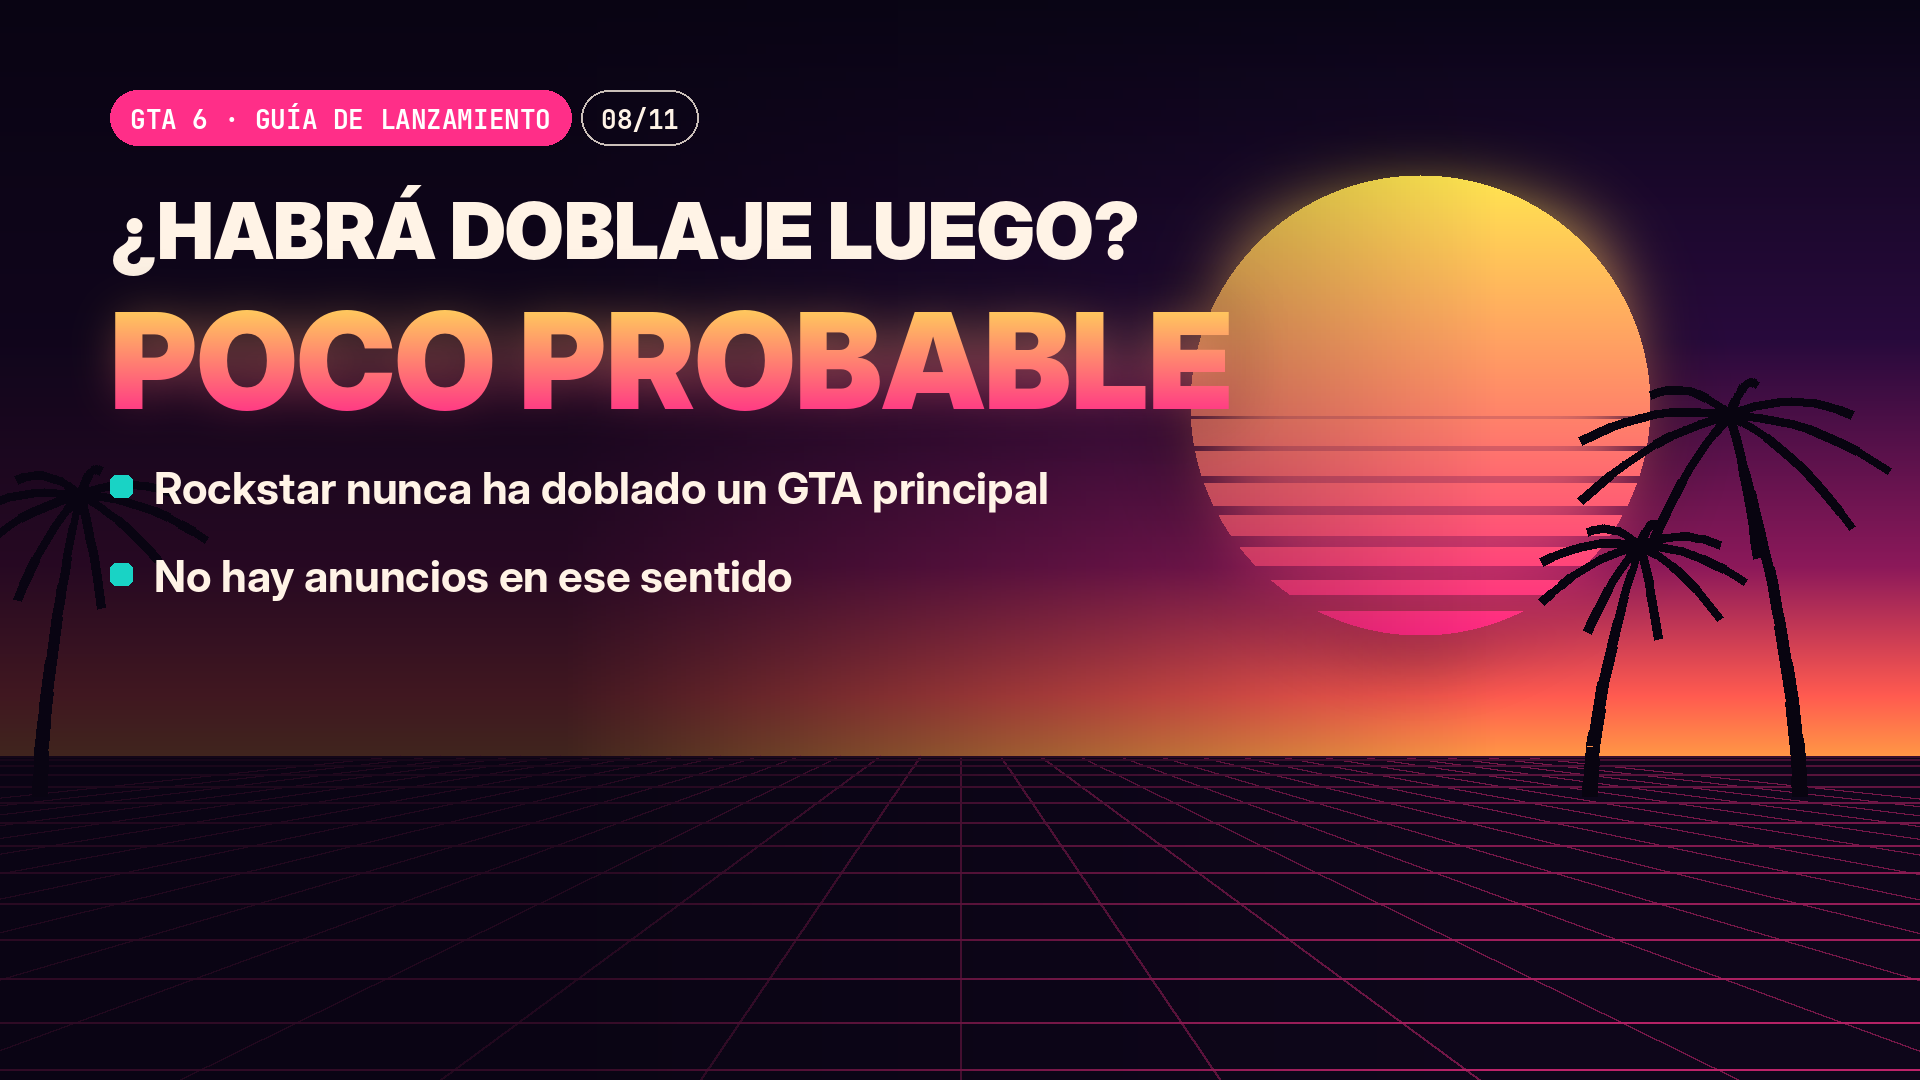 GTA 6 · GUÍA DE LANZAMIENTO 08/11
¿HABRÁ DOBLAJE LUEGO?
POCO PROBABLE
Rockstar nunca ha doblado un GTA principal
No hay anuncios en ese sentido